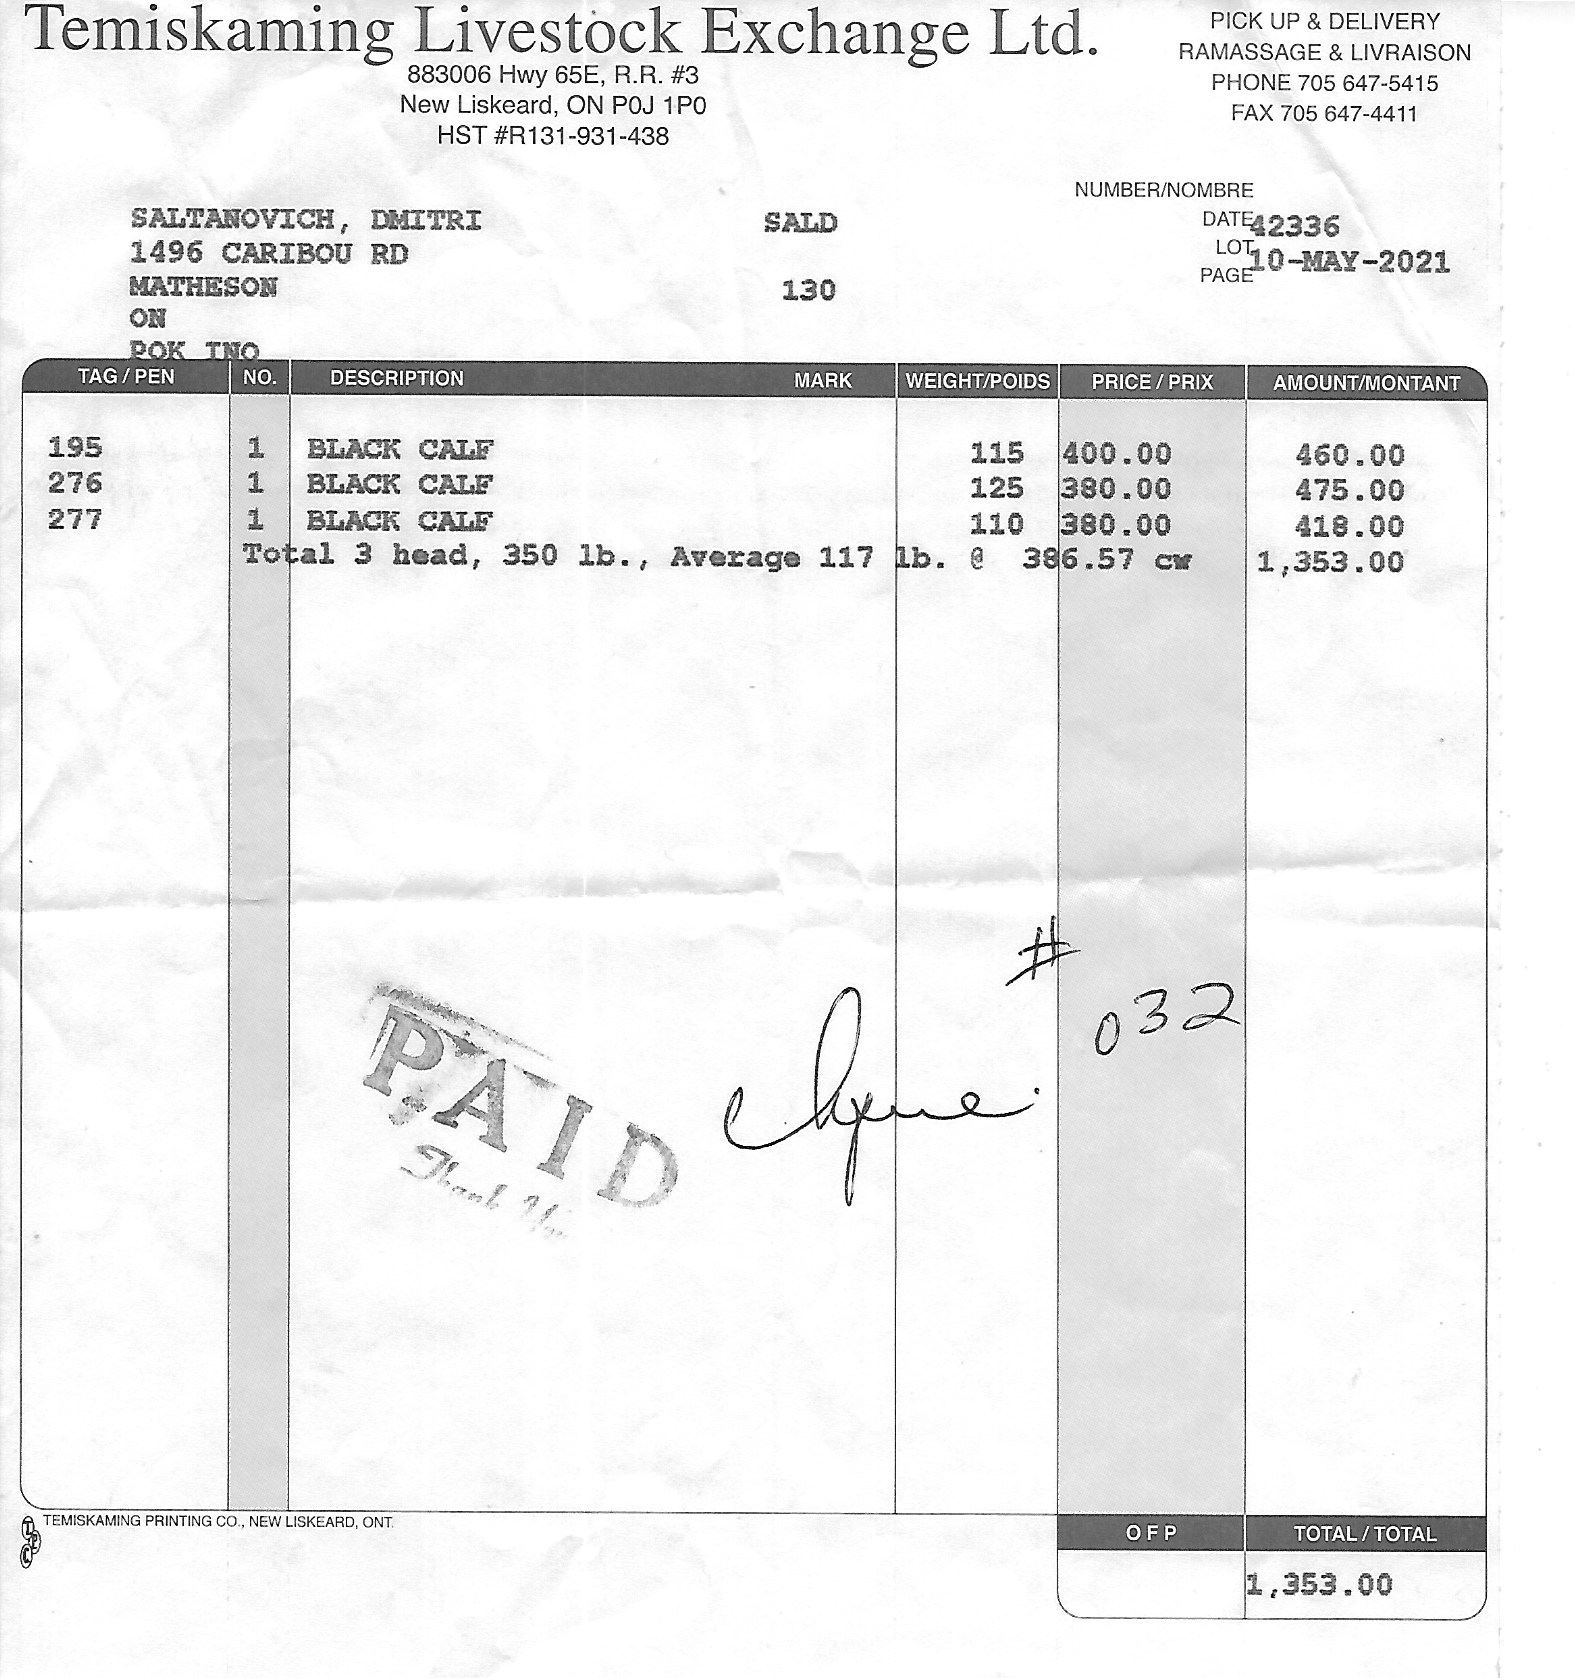 Temiskaming Livestock Exchange Ltd.
883006 Hwy 65E, R.R. #3
New Liskeard, ON P0J 1P0
HST #R131-931-438
PICK UP & DELIVERY
RAMASSAGE & LIVRAISON
PHONE 705 647-5415
FAX 705 647-4411
NUMBER/NOMBRE
DATE 42336
LOT
PAGE 10-MAY-2021
SALTANOVICH, DMITRI SALD
1496 CARIBOU RD
MATHESON 130
ON
POK INO
TAG / PEN NO. DESCRIPTION MARK WEIGHT/POIDS PRICE / PRIX AMOUNT/MONTANT
195 1 BLACK CALF 115 400.00 460.00
276 1 BLACK CALF 125 380.00 475.00
277 1 BLACK CALF 110 380.00 418.00
Total 3 head, 350 lb., Average 117 lb. @ 386.57 cw 1,353.00
# 032
PAID
Thank You
TEMISKAMING PRINTING CO., NEW LISKEARD, ONT.
TPC
O F P TOTAL / TOTAL
1,353.00